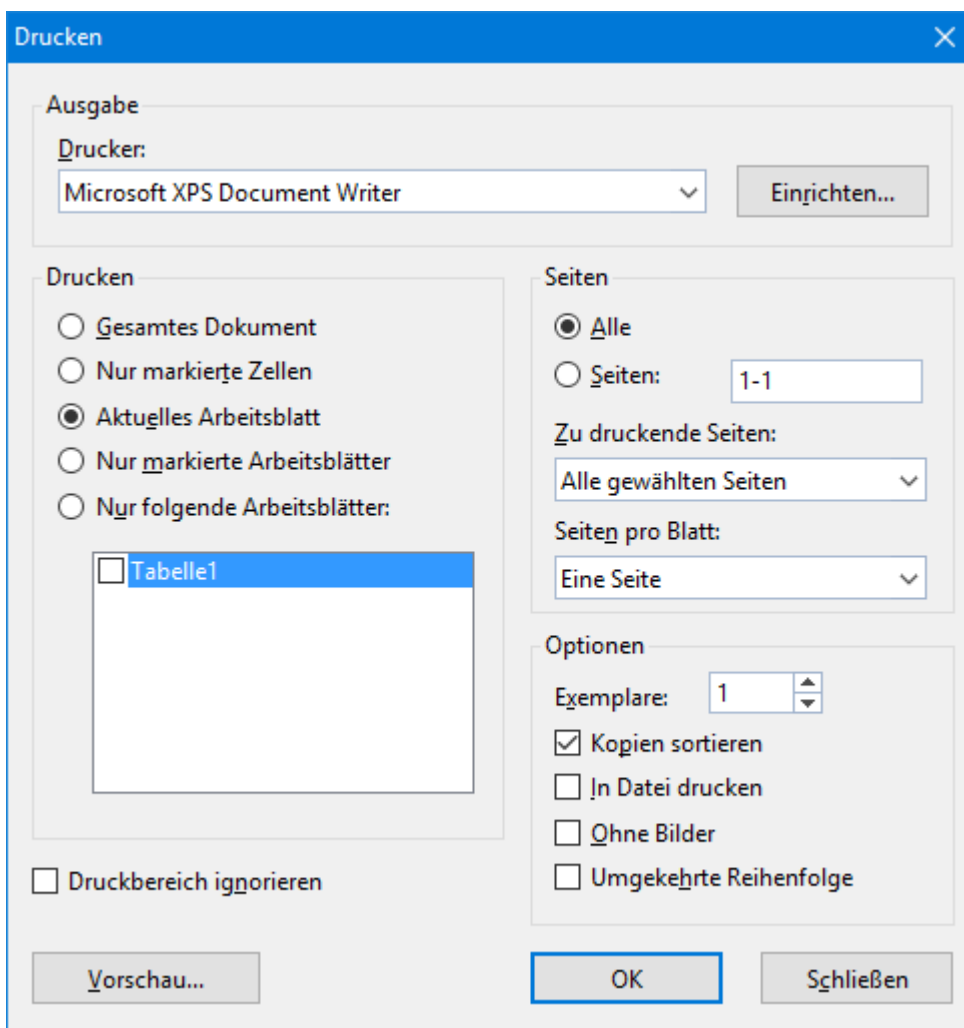 Drucken
Ausgabe
Drucker:
Microsoft XPS Document Writer
Einrichten...
Drucken
Gesamtes Dokument
Nur markierte Zellen
Aktuelles Arbeitsblatt
Nur markierte Arbeitsblätter
Nur folgende Arbeitsblätter:
Tabelle1
Druckbereich ignorieren
Seiten
Alle
Seiten: 1-1
Zu druckende Seiten:
Alle gewählten Seiten
Seiten pro Blatt:
Eine Seite
Optionen
Exemplare: 1
Kopien sortieren
In Datei drucken
Ohne Bilder
Umgekehrte Reihenfolge
Vorschau... OK Schließen